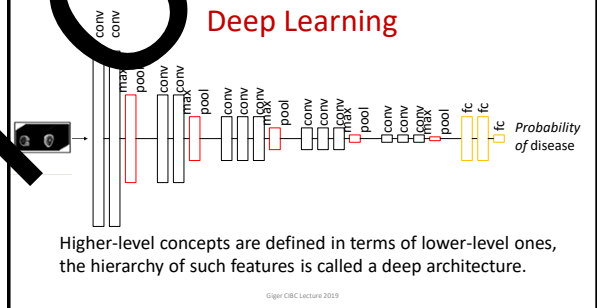 Deep Learning
conv
conv
max
pool
conv
conv
max
pool
conv
conv
conv
max
pool
conv
conv
conv
max
pool
conv
conv
conv
max
pool
fc
fc
fc
Probability
of disease
Higher-level concepts are defined in terms of lower-level ones,
the hierarchy of such features is called a deep architecture.
Giger CIBC Lecture 2019